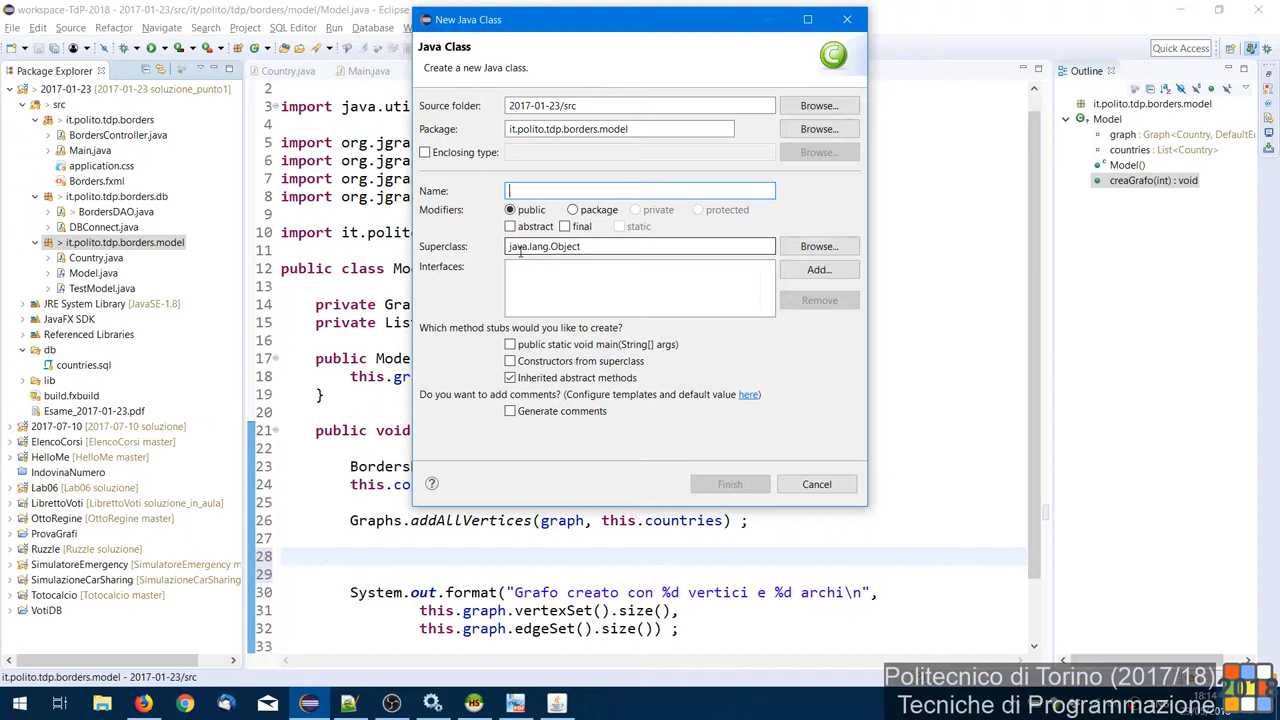 workspace-TdP-2018 - 2017-01-23/src/it/polito/tdp/borders/model/Model.java - Eclipse
File Edit Source Refactor Navigate Search Project Run Database
Quick Access
New Java Class
Java Class
Create a new Java class.
Source folder: 2017-01-23/src Browse...
Package: it.polito.tdp.borders.model Browse...
Enclosing type: Browse...
Name:
Modifiers: public package private protected
abstract final static
Superclass: java.lang.Object Browse...
Interfaces: Add...
Remove
Which method stubs would you like to create?
public static void main(String[] args)
Constructors from superclass
Inherited abstract methods
Do you want to add comments? (Configure templates and default value here)
Generate comments
Finish Cancel
Package Explorer
2017-01-23 [2017-01-23 soluzione_punto1]
> src
> it.polito.tdp.borders
BordersController.java
Main.java
application.css
Borders.fxml
> it.polito.tdp.borders.db
> BordersDAO.java
DBConnect.java
> it.polito.tdp.borders.model
Country.java
Model.java
TestModel.java
JRE System Library [JavaSE-1.8]
JavaFX SDK
Referenced Libraries
db
countries.sql
lib
build.fxbuild
Esame_2017-01-23.pdf
2017-07-10 [2017-07-10 soluzione]
ElencoCorsi [ElencoCorsi master]
HelloMe [HelloMe master]
IndovinaNumero
Lab06 [Lab06 soluzione]
LibrettoVoti [LibrettoVoti soluzione_in_aula]
OttoRegine [OttoRegine master]
ProvaGrafi
Ruzzle [Ruzzle soluzione]
SimulatoreEmergency [SimulatoreEmergency master]
SimulazioneCarSharing [SimulazioneCarSharing master]
Totocalcio [Totocalcio master]
VotiDB
Country.java Main.java
2
3 import java.uti
4
5 import org.jgra
6 import org.jgra
7 import org.jgra
8 import org.jgra
9
10 import it.polit
11
12 public class Mo
13
14 private Gra
15 private Lis
16
17 public Mode
18 this.gr
19 }
20
21 public void
22
23 BordersD
24 this.co
25
26 Graphs.addAllVertices(graph, this.countries) ;
27
28
29
30 System.out.format("Grafo creato con %d vertici e %d archi\n",
31 this.graph.vertexSet().size(),
32 this.graph.edgeSet().size()) ;
33
Outline
it.polito.tdp.borders.model
Model
graph : Graph<Country, DefaultE
countries : List<Country>
Model()
creaGrafo(int) : void
it.polito.tdp.borders.model - 2017-01-23/src
Politecnico di Torino (2017/18)
Tecniche di Programmazione
2018
18:14